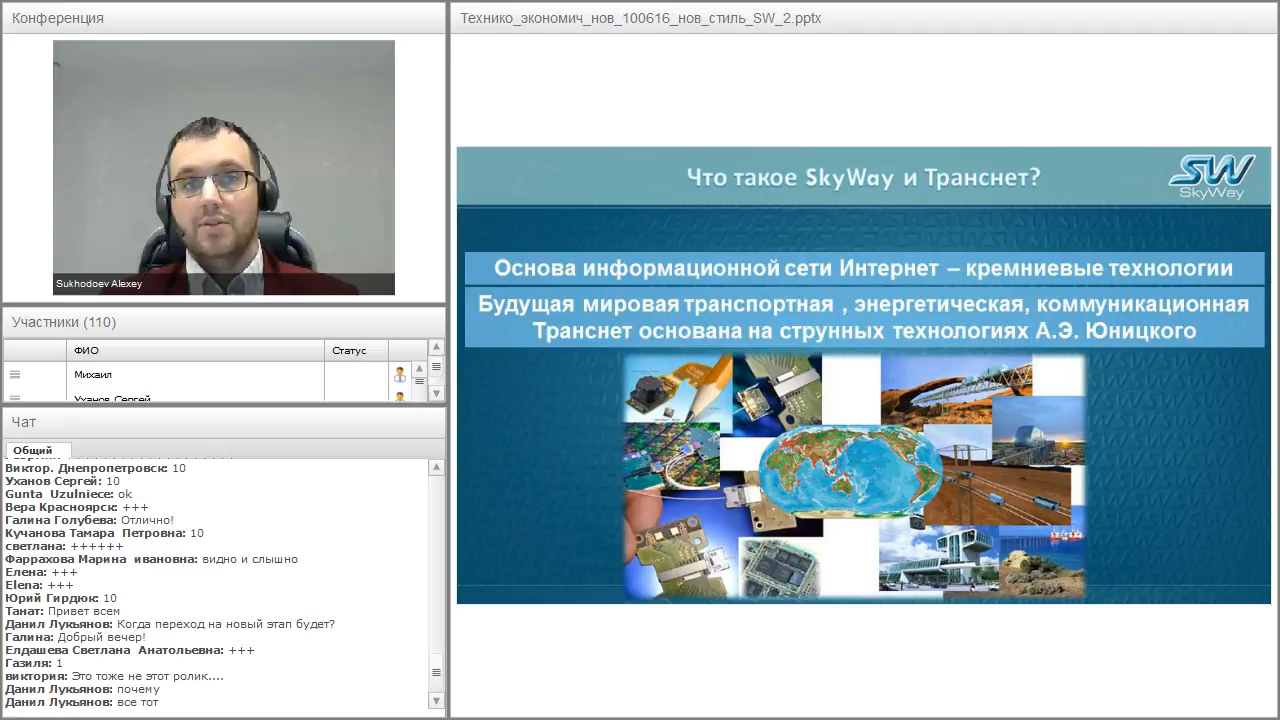 Конференция
Sukhodoev Alexey
Участники (110)
ФИО
Статус
Михаил
Уханов Сергей
Чат
Общий
Виктор. Днепропетровск: 10
Уханов Сергей: 10
Gunta Uzulniece: ok
Вера Красноярск: +++
Галина Голубева: Отлично!
Кучанова Тамара Петровна: 10
светлана: ++++++
Фаррахова Марина ивановна: видно и слышно
Елена: +++
Elena: +++
Юрий Гирдюк: 10
Танат: Привет всем
Данил Лукьянов: Когда переход на новый этап будет?
Галина: Добрый вечер!
Елдашева Светлана Анатольевна: +++
Газиля: 1
виктория: Это тоже не этот ролик....
Данил Лукьянов: почему
Данил Лукьянов: все тот
Технико_экономич_нов_100616_нов_стиль_SW_2.pptx
Что такое SkyWay и Транснет?
SW
SkyWay
Основа информационной сети Интернет – кремниевые технологии
Будущая мировая транспортная , энергетическая, коммуникационная
Транснет основана на струнных технологиях А.Э. Юницкого